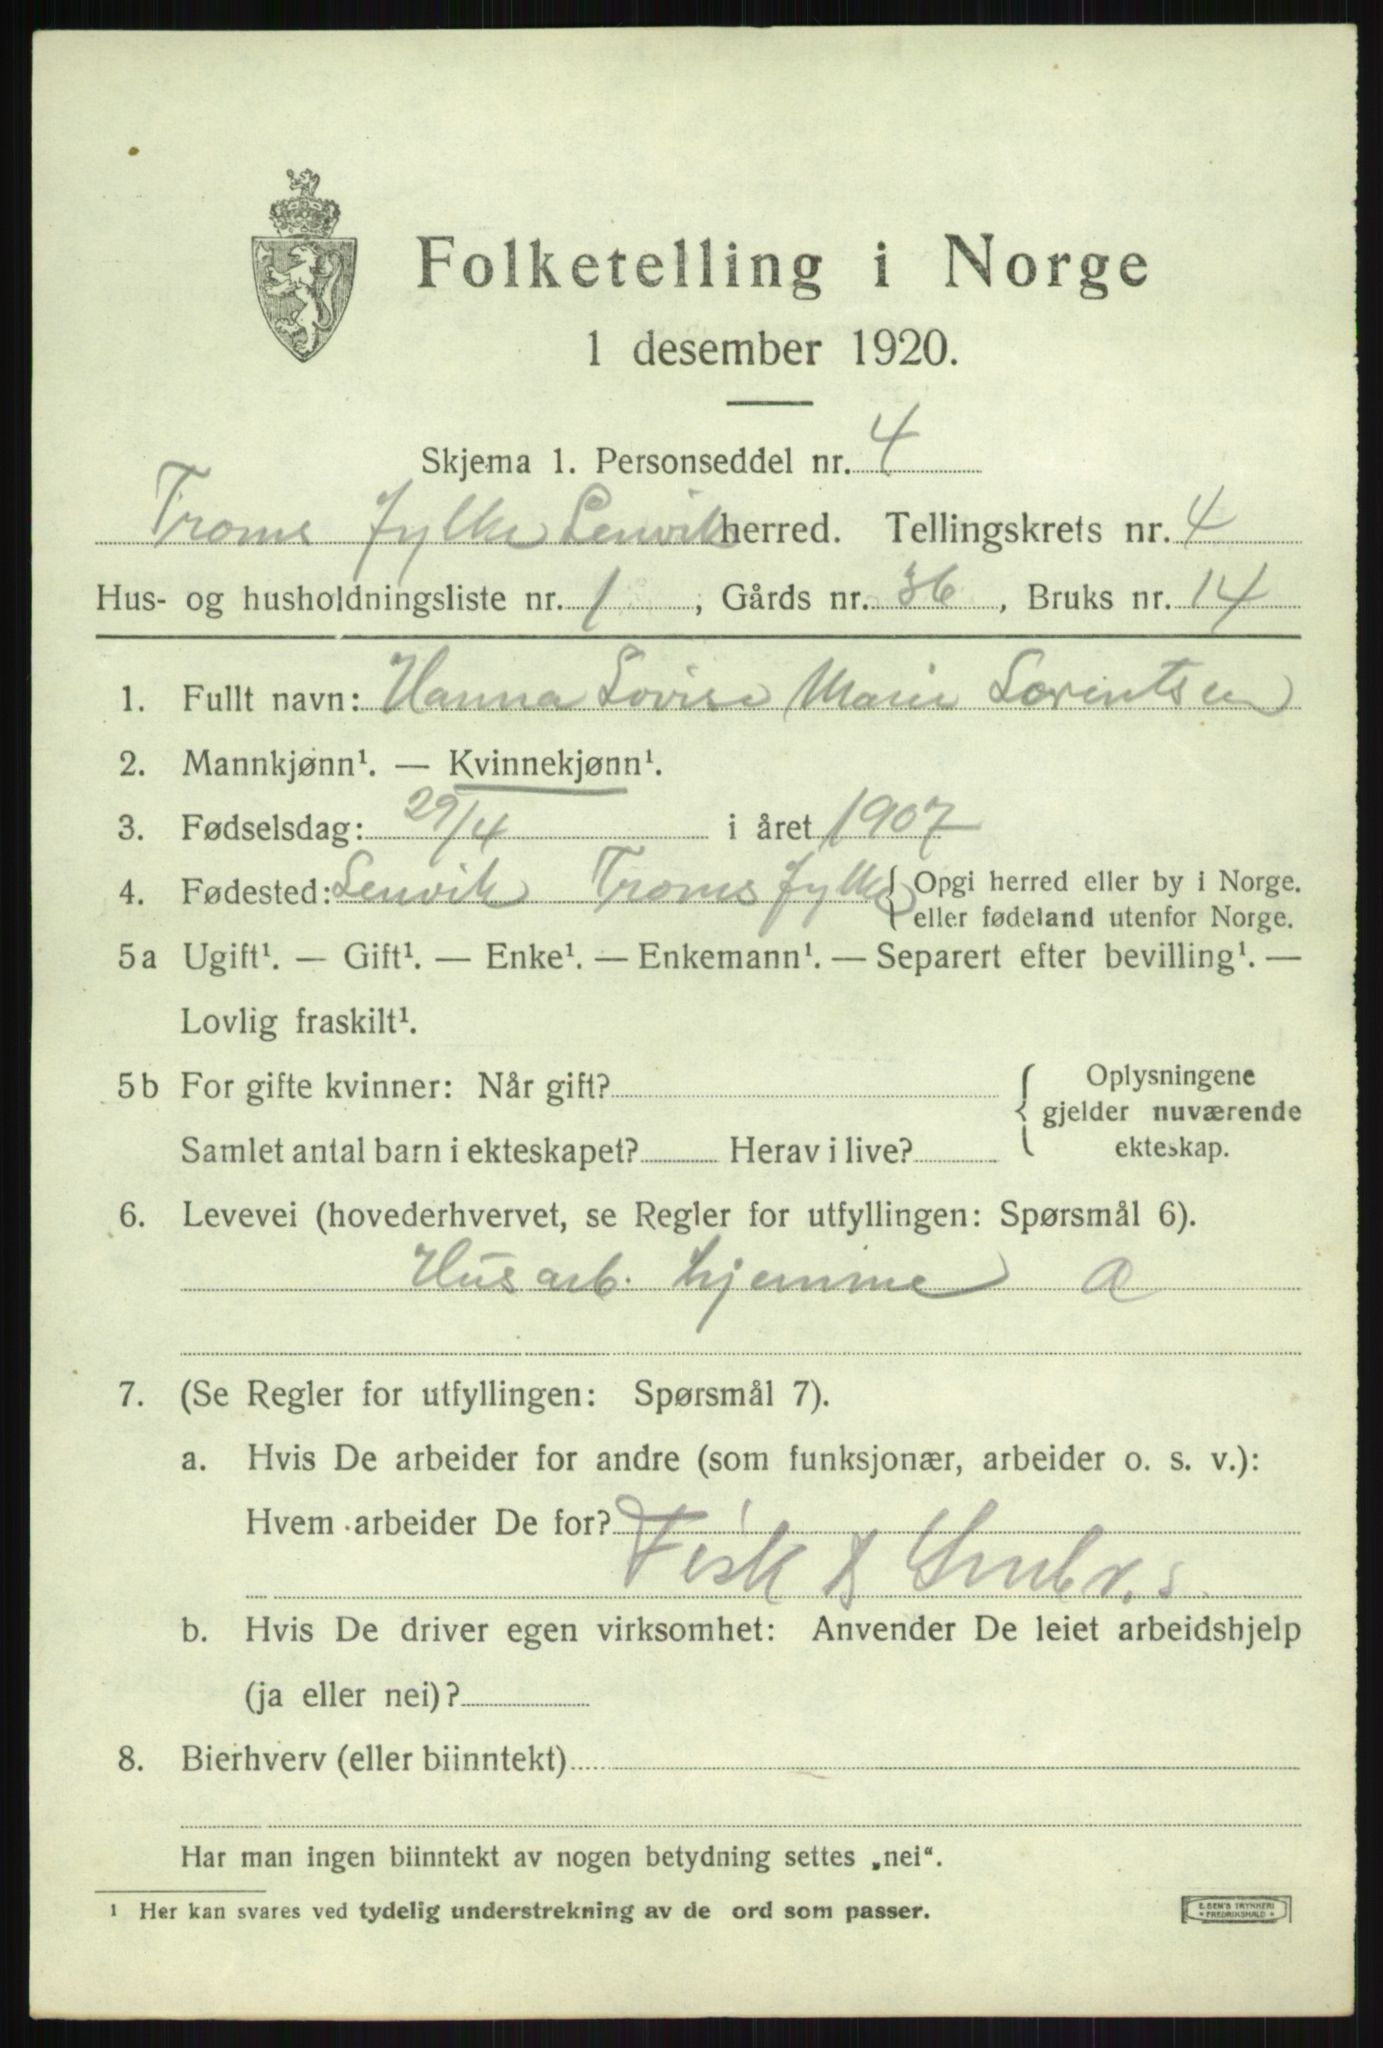 Folketelling i Norge
1 desember 1920.
Skjema 1. Personseddel nr. 4
Troms fylke Lenvik herred. Tellingskrets nr. 4
Hus- og husholdningsliste nr. 1, Gårds nr. 36, Bruks nr. 14
1. Fullt navn: Hanna Lovise Marie Lorentsen
2. Mannkjønn¹. — Kvinnekjønn¹.
3. Fødselsdag: 29/4 i året 1907
4. Fødested: Lenvik Troms fylke { Opgi herred eller by i Norge.
eller fødeland utenfor Norge.
5a Ugift¹. — Gift¹. — Enke¹. — Enkemann¹. — Separert efter bevilling¹. —
Lovlig fraskilt¹.
5b For gifte kvinner: Når gift? { Oplysningene
gjelder nuværende
Samlet antal barn i ekteskapet? Herav i live? ekteskap.
6. Levevei (hovederhvervet, se Regler for utfyllingen: Spørsmål 6).
Husarb. hjemme a
7. (Se Regler for utfyllingen: Spørsmål 7).
a. Hvis De arbeider for andre (som funksjonær, arbeider o. s. v.):
Hvem arbeider De for?
Fisk & Smbr. s.
b. Hvis De driver egen virksomhet: Anvender De leiet arbeidshjelp
(ja eller nei)?
8. Bierhverv (eller biinntekt)
Har man ingen biinntekt av nogen betydning settes „nei“.
¹ Her kan svares ved tydelig understrekning av de ord som passer.
E. SEM'S TRYKKERI
* FREDRIKSHALD *